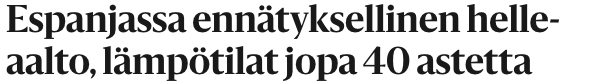 Espanjassa ennätyksellinen helle-
aalto, lämpötilat jopa 40 astetta